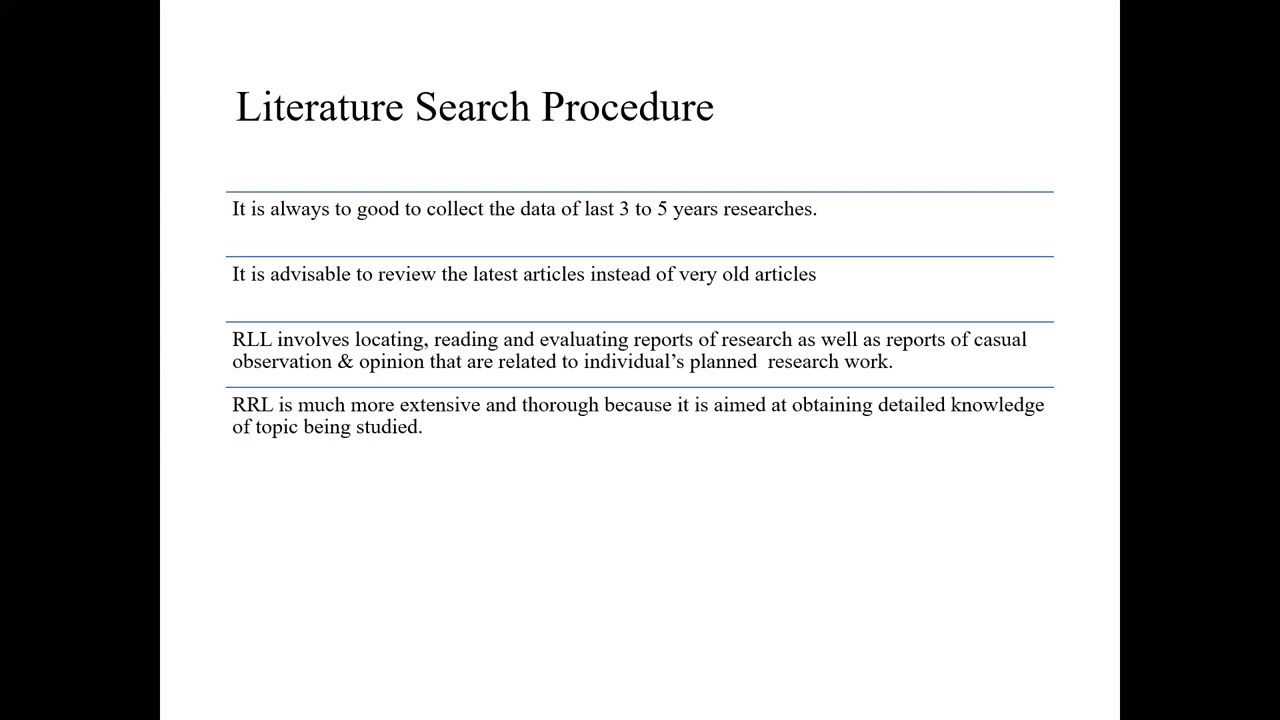 Literature Search Procedure
It is always to good to collect the data of last 3 to 5 years researches.
It is advisable to review the latest articles instead of very old articles
RLL involves locating, reading and evaluating reports of research as well as reports of casual
observation & opinion that are related to individual’s planned  research work.
RRL is much more extensive and thorough because it is aimed at obtaining detailed knowledge
of topic being studied.